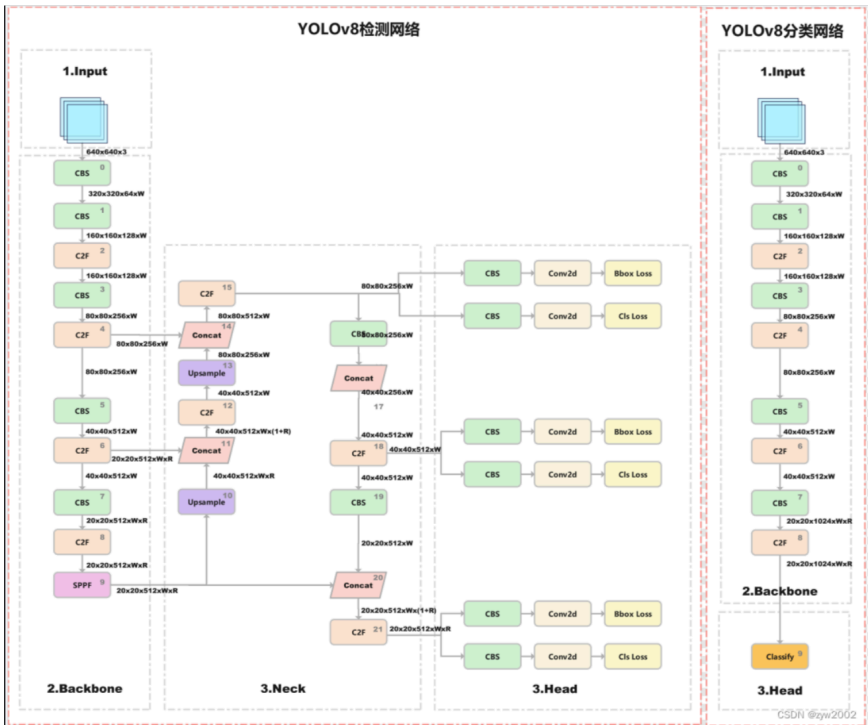 YOLOv8检测网络
1.Input
640x640x3
CBS 0
320x320x64xW
CBS 1
160x160x128xW
C2F 2
160x160x128xW
CBS 3
80x80x256xW
C2F 4
80x80x256xW
80x80x256xW
CBS 5
40x40x512xW
C2F 6
20x20x512xWxR
40x40x512xW
CBS 7
20x20x512xWxR
C2F 8
20x20x512xWxR
SPPF 9
20x20x512xWxR
2.Backbone
C2F 15
80x80x512xW
Concat 14
80x80x256xW
Upsample 13
40x40x512xW
C2F 12
40x40x512xWx(1+R)
Concat 11
40x40x512xWxR
Upsample 10
80x80x256xW
CBS
80x80x256xW
Concat
40x40x256xW
17
40x40x512xW
C2F 18
40x40x512xW
40x40x512xW
CBS 19
20x20x512xW
Concat 20
20x20x512xWx(1+R)
C2F 21
20x20x512xWxR
3.Neck
CBS Conv2d Bbox Loss
CBS Conv2d Cls Loss
CBS Conv2d Bbox Loss
CBS Conv2d Cls Loss
CBS Conv2d Bbox Loss
CBS Conv2d Cls Loss
3.Head
YOLOv8分类网络
1.Input
640x640x3
CBS 0
320x320x64xW
CBS 1
160x160x128xW
C2F 2
160x160x128xW
CBS 3
80x80x256xW
C2F 4
80x80x256xW
CBS 5
40x40x512xW
C2F 6
40x40x512xW
CBS 7
20x20x1024xWxR
C2F 8
20x20x1024xWxR
2.Backbone
Classify 9
3.Head
CSDN @zyw2002